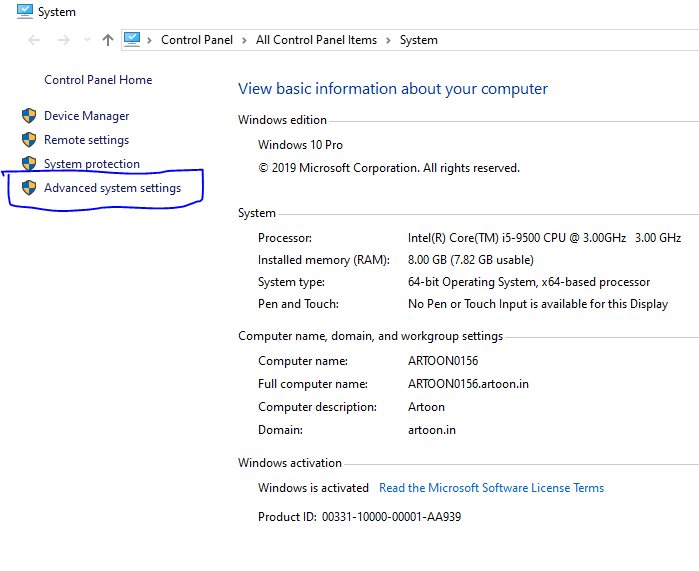 System
Control Panel > All Control Panel Items > System
Control Panel Home
Device Manager
Remote settings
System protection
Advanced system settings
View basic information about your computer
Windows edition
Windows 10 Pro
© 2019 Microsoft Corporation. All rights reserved.
System
Processor: Intel(R) Core(TM) i5-9500 CPU @ 3.00GHz 3.00 GHz
Installed memory (RAM): 8.00 GB (7.82 GB usable)
System type: 64-bit Operating System, x64-based processor
Pen and Touch: No Pen or Touch Input is available for this Display
Computer name, domain, and workgroup settings
Computer name: ARTOON0156
Full computer name: ARTOON0156.artoon.in
Computer description: Artoon
Domain: artoon.in
Windows activation
Windows is activated Read the Microsoft Software License Terms
Product ID: 00331-10000-00001-AA939